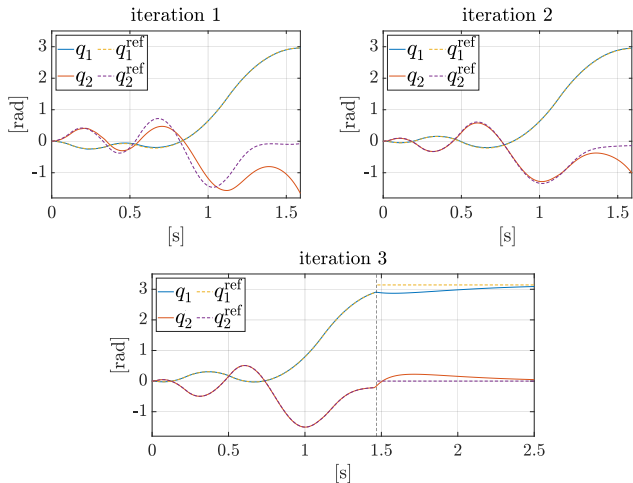 iteration 1
q₁ q₁ʳᵉᶠ
q₂ q₂ʳᵉᶠ
[rad]
3
2
1
0
-1
0 0.5 1 1.5
[s]
iteration 2
q₁ q₁ʳᵉᶠ
q₂ q₂ʳᵉᶠ
[rad]
3
2
1
0
-1
0 0.5 1 1.5
[s]
iteration 3
q₁ q₁ʳᵉᶠ
q₂ q₂ʳᵉᶠ
[rad]
3
2
1
0
-1
0 0.5 1 1.5 2 2.5
[s]